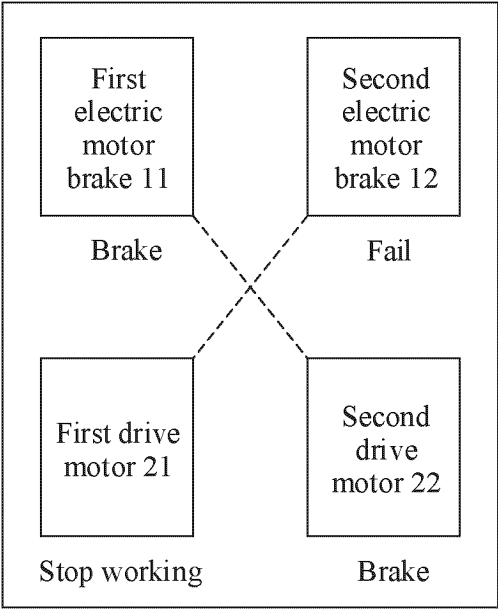 First
electric
motor
brake 11
Brake
Second
electric
motor
brake 12
Fail
First drive
motor 21
Stop working
Second
drive
motor 22
Brake